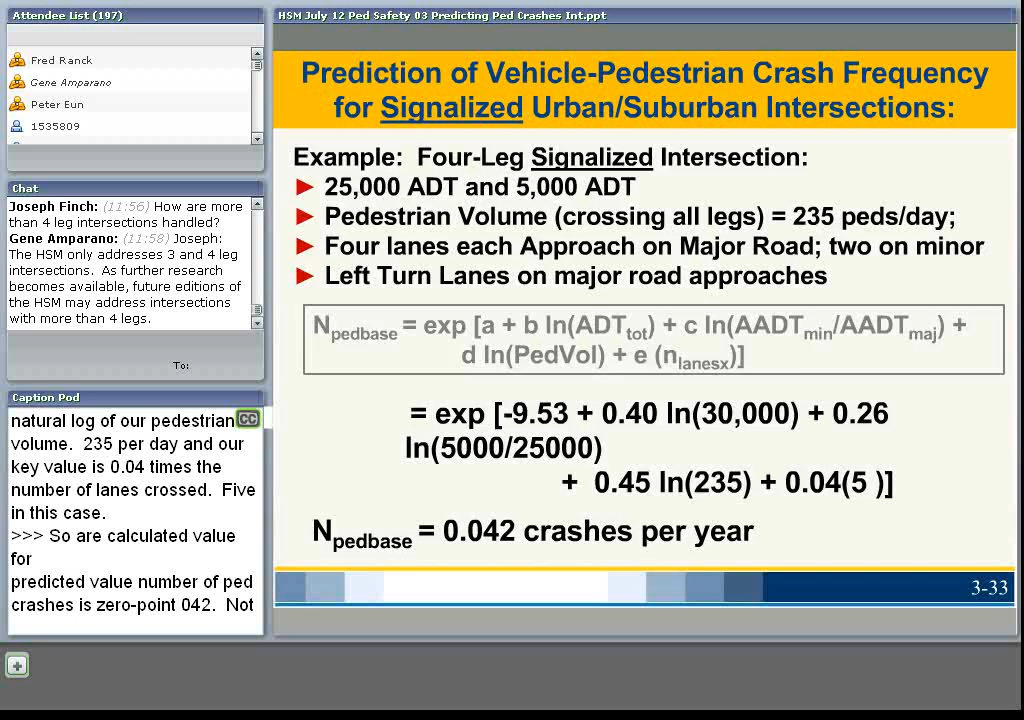 Attendee List (197)
Fred Ranck
Gene Amparano
Peter Eun
1535809
Chat
Joseph Finch: (11:56) How are more
than 4 leg intersections handled?
Gene Amparano: (11:58) Joseph:
The HSM only addresses 3 and 4 leg
intersections. As further research
becomes available, future editions of
the HSM may address intersections
with more than 4 legs.
To:
Caption Pod
natural log of our pedestrian
CC
volume. 235 per day and our
key value is 0.04 times the
number of lanes crossed. Five
in this case.
>>> So are calculated value
for
predicted value number of ped
crashes is zero-point 042. Not
HSM July 12 Ped Safety 03 Predicting Ped Crashes Int.ppt
Prediction of Vehicle-Pedestrian Crash Frequency
for Signalized Urban/Suburban Intersections:
Example: Four-Leg Signalized Intersection:
► 25,000 ADT and 5,000 ADT
► Pedestrian Volume (crossing all legs) = 235 peds/day;
► Four lanes each Approach on Major Road; two on minor
► Left Turn Lanes on major road approaches
Npedbase = exp [a + b ln(ADTtot) + c ln(AADTmin/AADTmaj) +
d ln(PedVol) + e (nlanesx)]
= exp [-9.53 + 0.40 ln(30,000) + 0.26
ln(5000/25000)
+ 0.45 ln(235) + 0.04(5 )]
Npedbase = 0.042 crashes per year
3-33